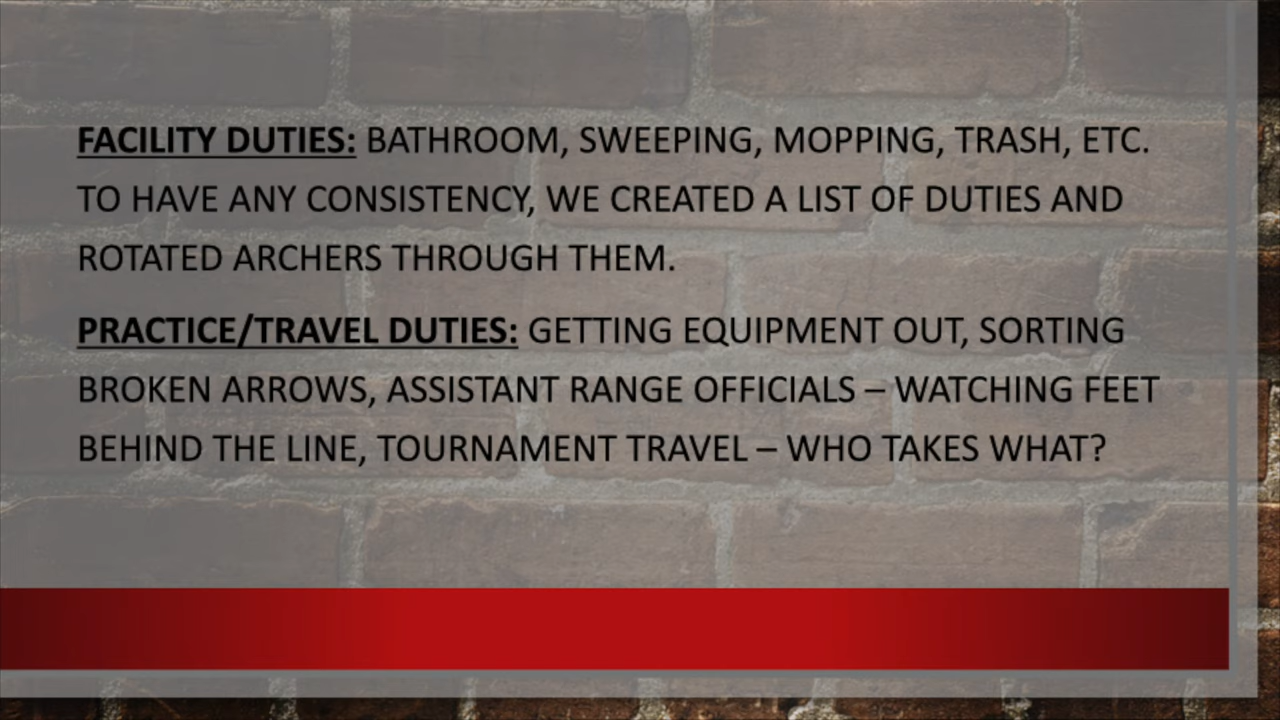 FACILITY DUTIES: BATHROOM, SWEEPING, MOPPING, TRASH, ETC.
TO HAVE ANY CONSISTENCY, WE CREATED A LIST OF DUTIES AND
ROTATED ARCHERS THROUGH THEM.
PRACTICE/TRAVEL DUTIES: GETTING EQUIPMENT OUT, SORTING
BROKEN ARROWS, ASSISTANT RANGE OFFICIALS – WATCHING FEET
BEHIND THE LINE, TOURNAMENT TRAVEL – WHO TAKES WHAT?